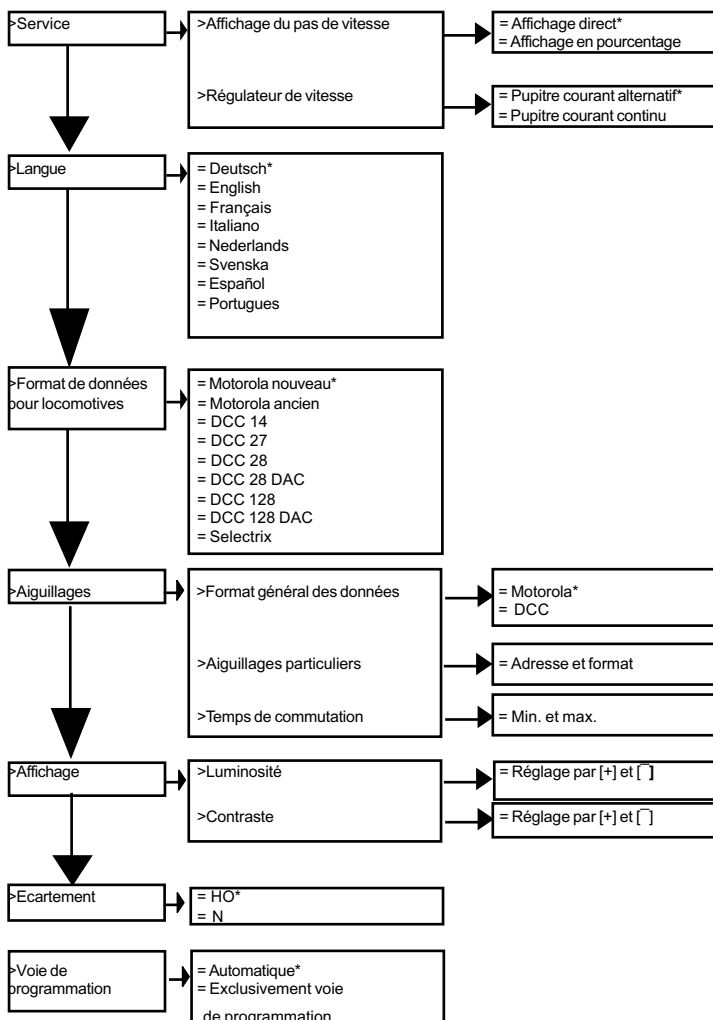 >Service
>Affichage du pas de vitesse
= Affichage direct*
= Affichage en pourcentage
>Régulateur de vitesse
= Pupitre courant alternatif*
= Pupitre courant continu
>Langue
= Deutsch*
= English
= Français
= Italiano
= Nederlands
= Svenska
= Español
= Portugues
>Format de données
pour locomotives
= Motorola nouveau*
= Motorola ancien
= DCC 14
= DCC 27
= DCC 28
= DCC 28 DAC
= DCC 128
= DCC 128 DAC
= Selectrix
>Aiguillages
>Format général des données
= Motorola*
= DCC
>Aiguillages particuliers
= Adresse et format
>Temps de commutation
= Min. et max.
>Affichage
>Luminosité
= Réglage par [+] et [¯]
>Contraste
= Réglage par [+] et [¯]
>Ecartement
= HO*
= N
>Voie de
programmation
= Automatique*
= Exclusivement voie
de programmation